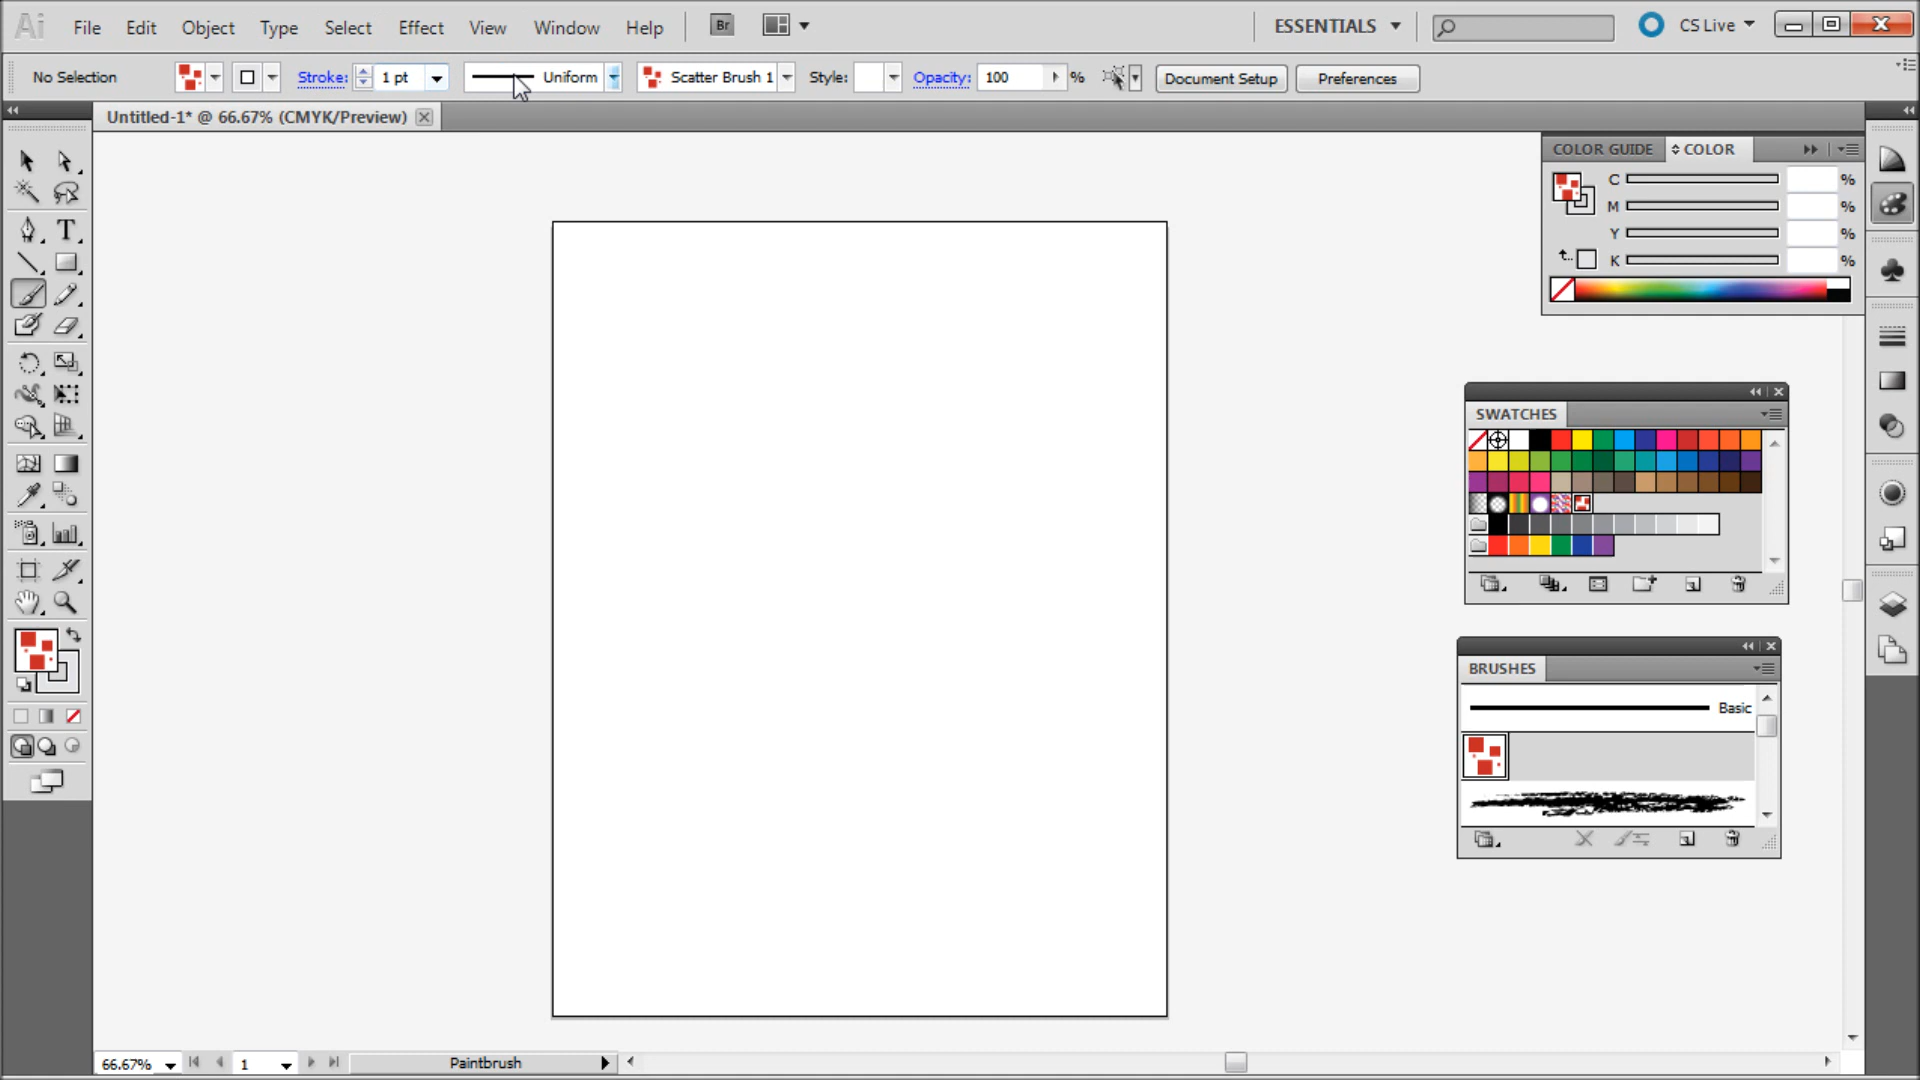 Ai File Edit Object Type Select Effect View Window Help Br ESSENTIALS CS Live
No Selection Stroke: 1 pt Uniform Scatter Brush 1 Style: Opacity: 100 % Document Setup Preferences
Untitled-1* @ 66.67% (CMYK/Preview)
COLOR GUIDE COLOR
C %
M %
Y %
K %
T
SWATCHES
BRUSHES
Basic
66.67% 1 Paintbrush